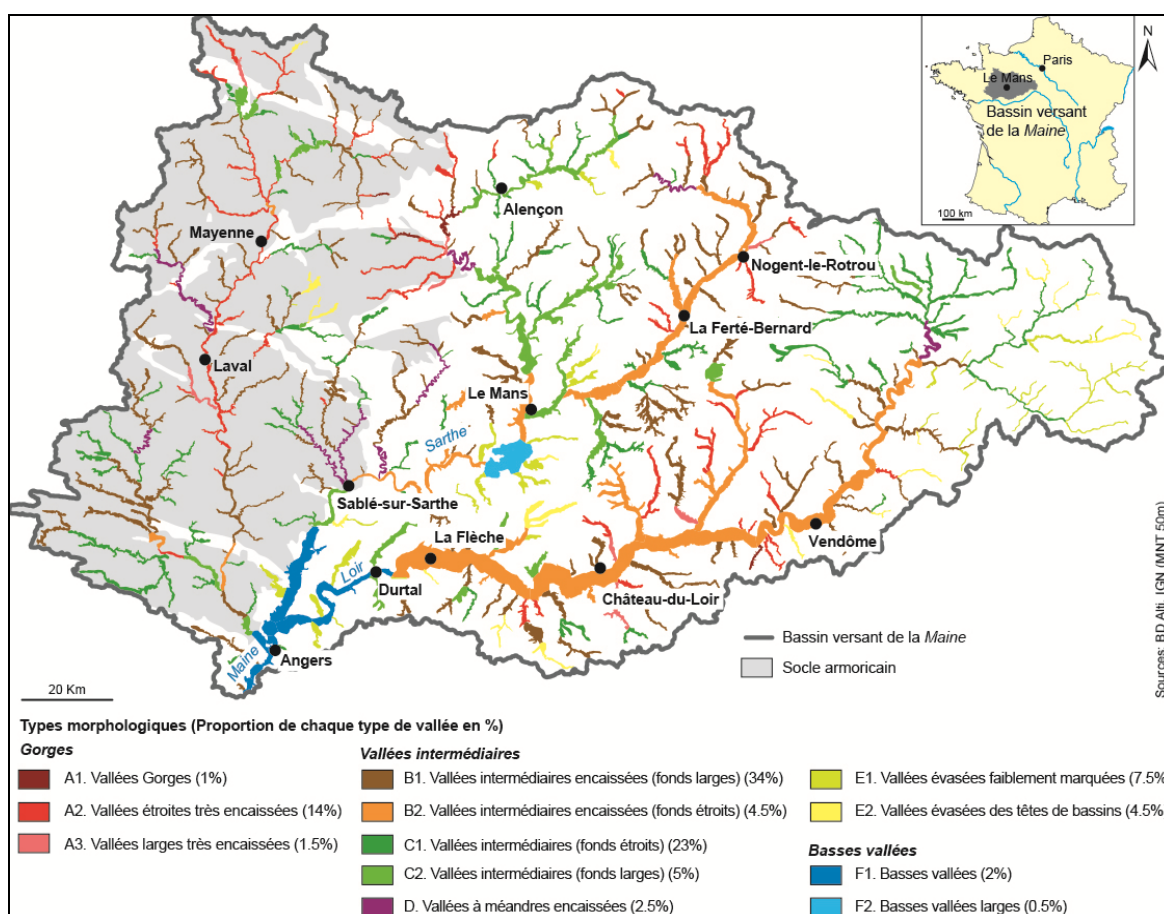 N
Paris
Le Mans
Bassin versant
de la Maine
100 km
Alençon
Mayenne
Nogent-le-Rotrou
La Ferté-Bernard
Laval
Le Mans
Sarthe
Sablé-sur-Sarthe
La Flèche
Vendôme
Loir
Durtal
Château-du-Loir
Maine
Angers
Bassin versant de la Maine
Socle armoricain
20 Km
Sources: BD Alti, IGN (MNT 50m)
Types morphologiques (Proportion de chaque type de vallée en %)
Gorges
A1. Vallées Gorges (1%)
A2. Vallées étroites très encaissées (14%)
A3. Vallées larges très encaissées (1.5%)
Vallées intermédiaires
B1. Vallées intermédiaires encaissées (fonds larges) (34%)
B2. Vallées intermédiaires encaissées (fonds étroits) (4.5%)
C1. Vallées intermédiaires (fonds étroits) (23%)
C2. Vallées intermédiaires (fonds larges) (5%)
D. Vallées à méandres encaissées (2.5%)
E1. Vallées évasées faiblement marquées (7.5%
E2. Vallées évasées des têtes de bassins (4.5%)
Basses vallées
F1. Basses vallées (2%)
F2. Basses vallées larges (0.5%)